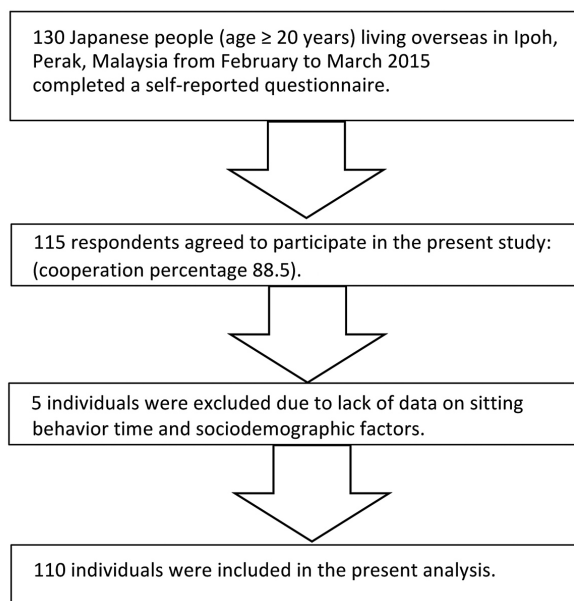 130 Japanese people (age ≥ 20 years) living overseas in Ipoh,
Perak, Malaysia from February to March 2015
completed a self-reported questionnaire.
115 respondents agreed to participate in the present study:
(cooperation percentage 88.5).
5 individuals were excluded due to lack of data on sitting
behavior time and sociodemographic factors.
110 individuals were included in the present analysis.